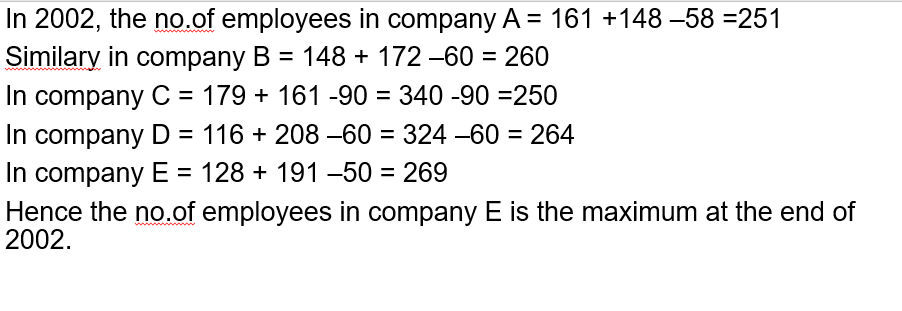 In 2002, the no.of employees in company A = 161 +148 –58 =251
Similary in company B = 148 + 172 –60 = 260
In company C = 179 + 161 -90 = 340 -90 =250
In company D = 116 + 208 –60 = 324 –60 = 264
In company E = 128 + 191 –50 = 269
Hence the no.of employees in company E is the maximum at the end of
2002.